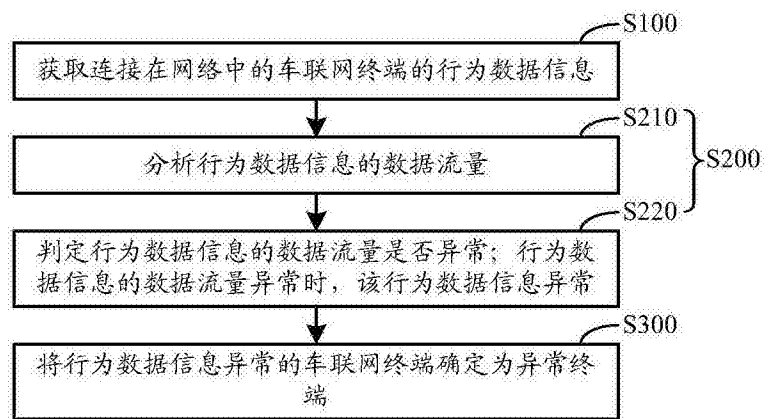 S100
获取连接在网络中的车联网终端的行为数据信息
S210
分析行为数据信息的数据流量
S200
S220
判定行为数据信息的数据流量是否异常；行为数
据信息的数据流量异常时，该行为数据信息异常
S300
将行为数据信息异常的车联网终端确定为异常终
端